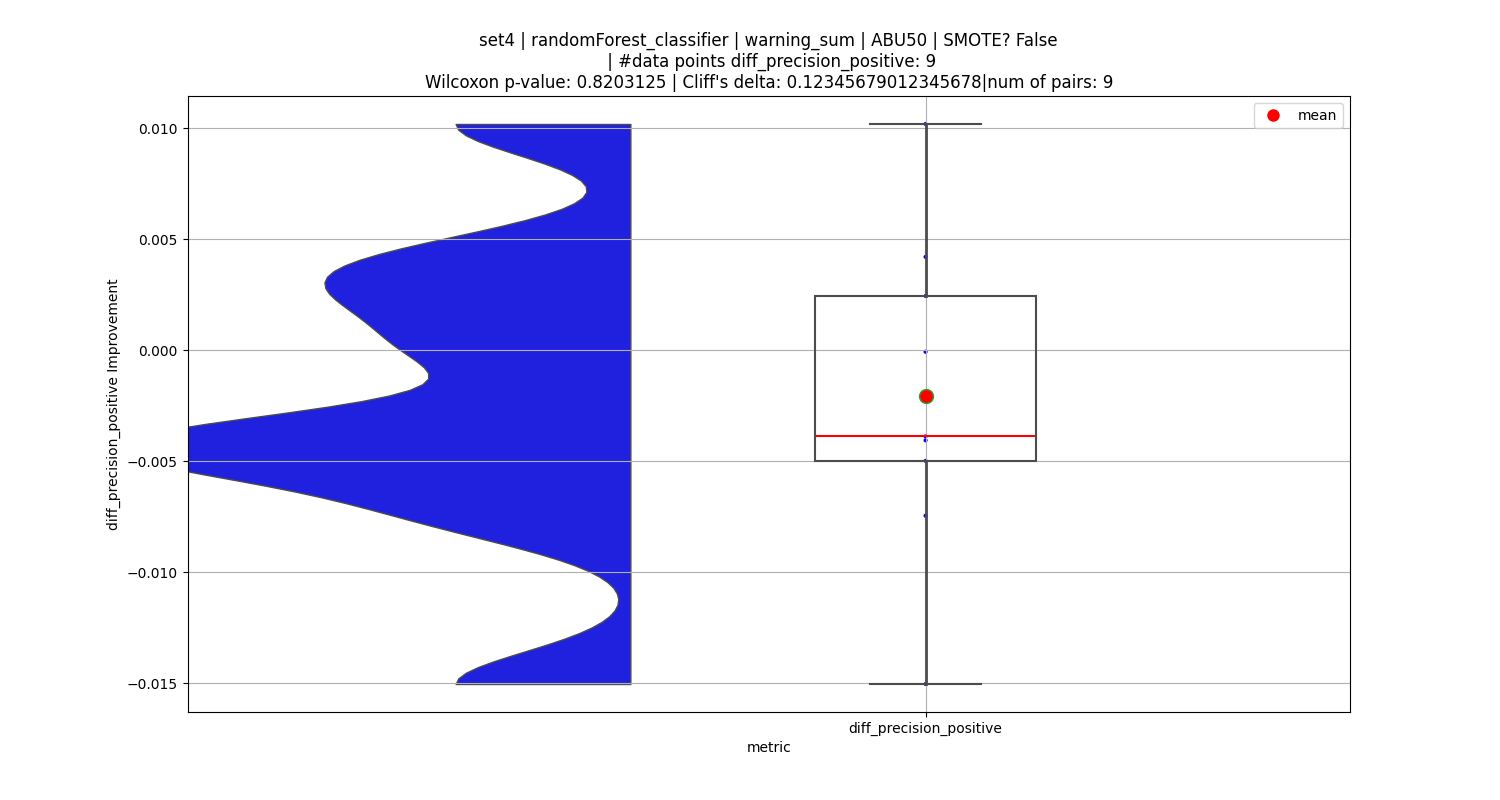 set4 | randomForest_classifier | warning_sum | ABU50 | SMOTE? False
| #data points diff_precision_positive: 9
Wilcoxon p-value: 0.8203125 | Cliff's delta: 0.12345679012345678|num of pairs: 9
mean
0.010
0.005
0.000
−0.005
−0.010
−0.015
diff_precision_positive Improvement
diff_precision_positive
metric